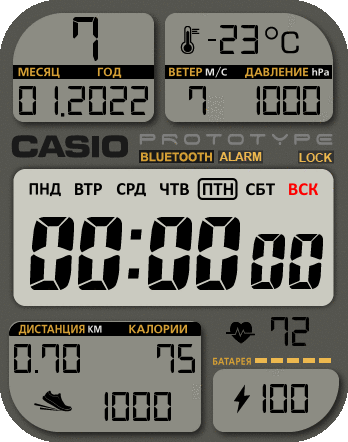 7
-23°C
МЕСЯЦ ГОД
ВЕТЕР М/С ДАВЛЕНИЕ hPa
01.2022
7 1000
CASIO PROTOTYPE
BLUETOOTH ALARM LOCK
ПНД ВТР СРД ЧТВ ПТН СБТ ВСК
00:00 00
ДИСТАНЦИЯ КМ КАЛОРИИ
72
0.70 75
БАТАРЕЯ
1000
100